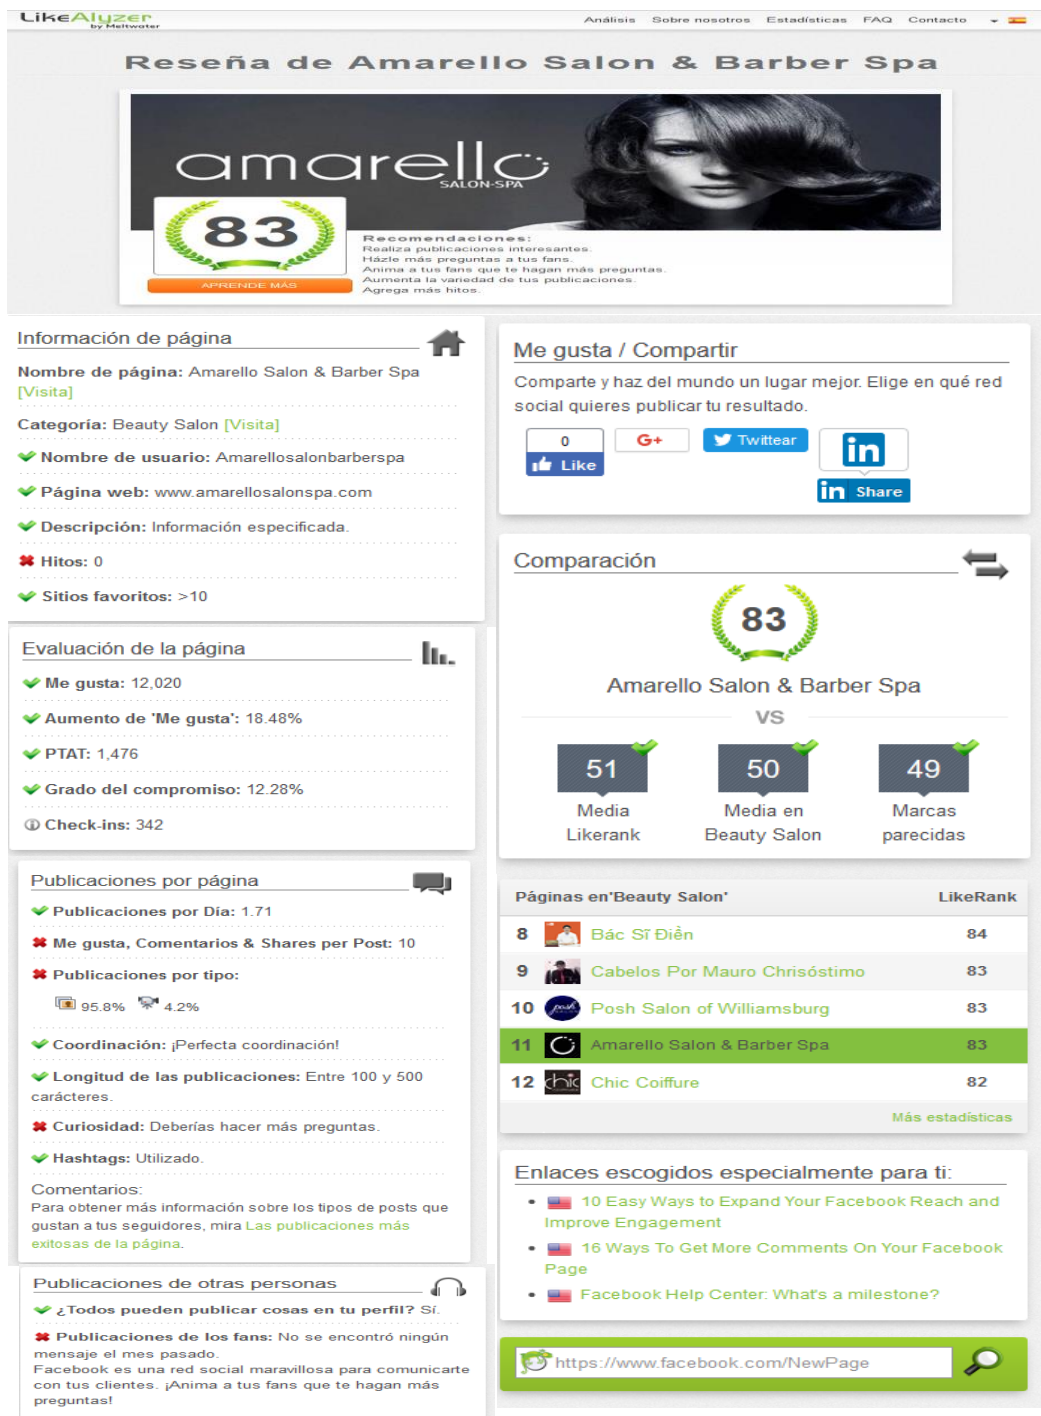 LikeAlyzer
by Meltwater
Análisis Sobre nosotros Estadísticas FAQ Contacto
Reseña de Amarello Salon & Barber Spa
amarello
SALON-SPA
83
APRENDE MÁS
Recomendaciones:
Realiza publicaciones interesantes.
Házle más preguntas a tus fans.
Anima a tus fans que te hagan más preguntas.
Aumenta la variedad de tus publicaciones.
Agrega más hitos.
Información de página
Nombre de página: Amarello Salon & Barber Spa
[Visita]
Categoría: Beauty Salon [Visita]
Nombre de usuario: Amarellosalonbarberspa
Página web: www.amarellosalonspa.com
Descripción: Información especificada.
Hitos: 0
Sitios favoritos: >10
Evaluación de la página
Me gusta: 12,020
Aumento de 'Me gusta': 18.48%
PTAT: 1,476
Grado del compromiso: 12.28%
Check-ins: 342
Publicaciones por página
Publicaciones por Día: 1.71
Me gusta, Comentarios & Shares per Post: 10
Publicaciones por tipo:
95.8% 4.2%
Coordinación: ¡Perfecta coordinación!
Longitud de las publicaciones: Entre 100 y 500
carácteres.
Curiosidad: Deberías hacer más preguntas.
Hashtags: Utilizado.
Comentarios:
Para obtener más información sobre los tipos de posts que
gustan a tus seguidores, mira Las publicaciones más
exitosas de la página.
Publicaciones de otras personas
¿Todos pueden publicar cosas en tu perfil? Sí.
Publicaciones de los fans: No se encontró ningún
mensaje el mes pasado.
Facebook es una red social maravillosa para comunicarte
con tus clientes. ¡Anima a tus fans que te hagan más
preguntas!
Me gusta / Compartir
Comparte y haz del mundo un lugar mejor. Elige en qué red
social quieres publicar tu resultado.
0
Like
G+
Twittear
in
in Share
Comparación
83
Amarello Salon & Barber Spa
VS
51 50 49
Media Media en Marcas
Likerank Beauty Salon parecidas
Páginas en'Beauty Salon' LikeRank
8 Bác Sĩ Điển 84
9 Cabelos Por Mauro Chrisóstimo 83
10 posh Posh Salon of Williamsburg 83
11 Amarello Salon & Barber Spa 83
12 chic Chic Coiffure 82
Más estadísticas
Enlaces escogidos especialmente para ti:
10 Easy Ways to Expand Your Facebook Reach and
Improve Engagement
16 Ways To Get More Comments On Your Facebook
Page
Facebook Help Center: What's a milestone?
https://www.facebook.com/NewPage